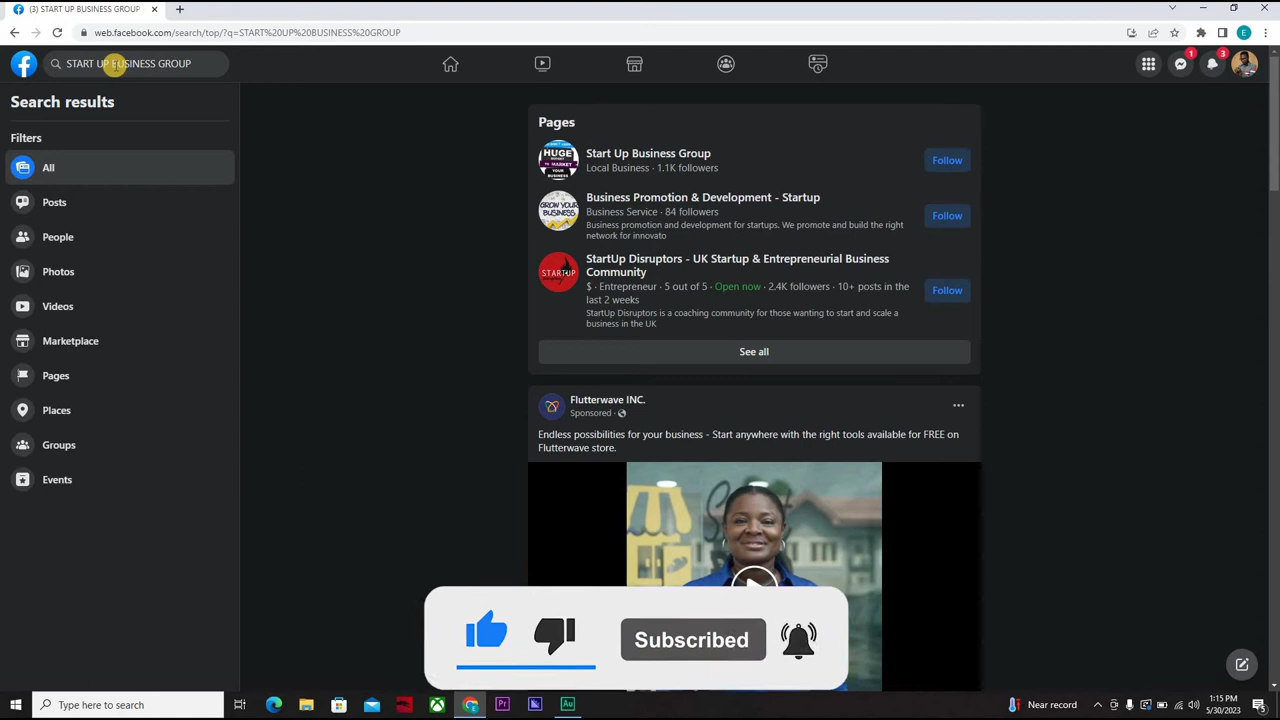 (3) START UP BUSINESS GROUP
web.facebook.com/search/top/?q=START%20UP%20BUSINESS%20GROUP
E
START UP BUSINESS GROUP
1
3
Search results
Filters
All
Posts
People
Photos
Videos
Marketplace
Pages
Places
Groups
Events
Pages
Start Up Business Group
Local Business · 1.1K followers
Follow
Business Promotion & Development - Startup
Business Service · 84 followers
Business promotion and development for startups. We promote and build the right
network for innovato
Follow
StartUp Disruptors - UK Startup & Entrepreneurial Business
Community
$ · Entrepreneur · 5 out of 5 · Open now · 2.4K followers · 10+ posts in the
last 2 weeks
StartUp Disruptors is a coaching community for those wanting to start and scale a
business in the UK
Follow
See all
Flutterwave INC.
Sponsored ·
Endless possibilities for your business - Start anywhere with the right tools available for FREE on
Flutterwave store.
Subscribed
Type here to search
Pr
Au
Near record
1:15 PM
5/30/2023
5